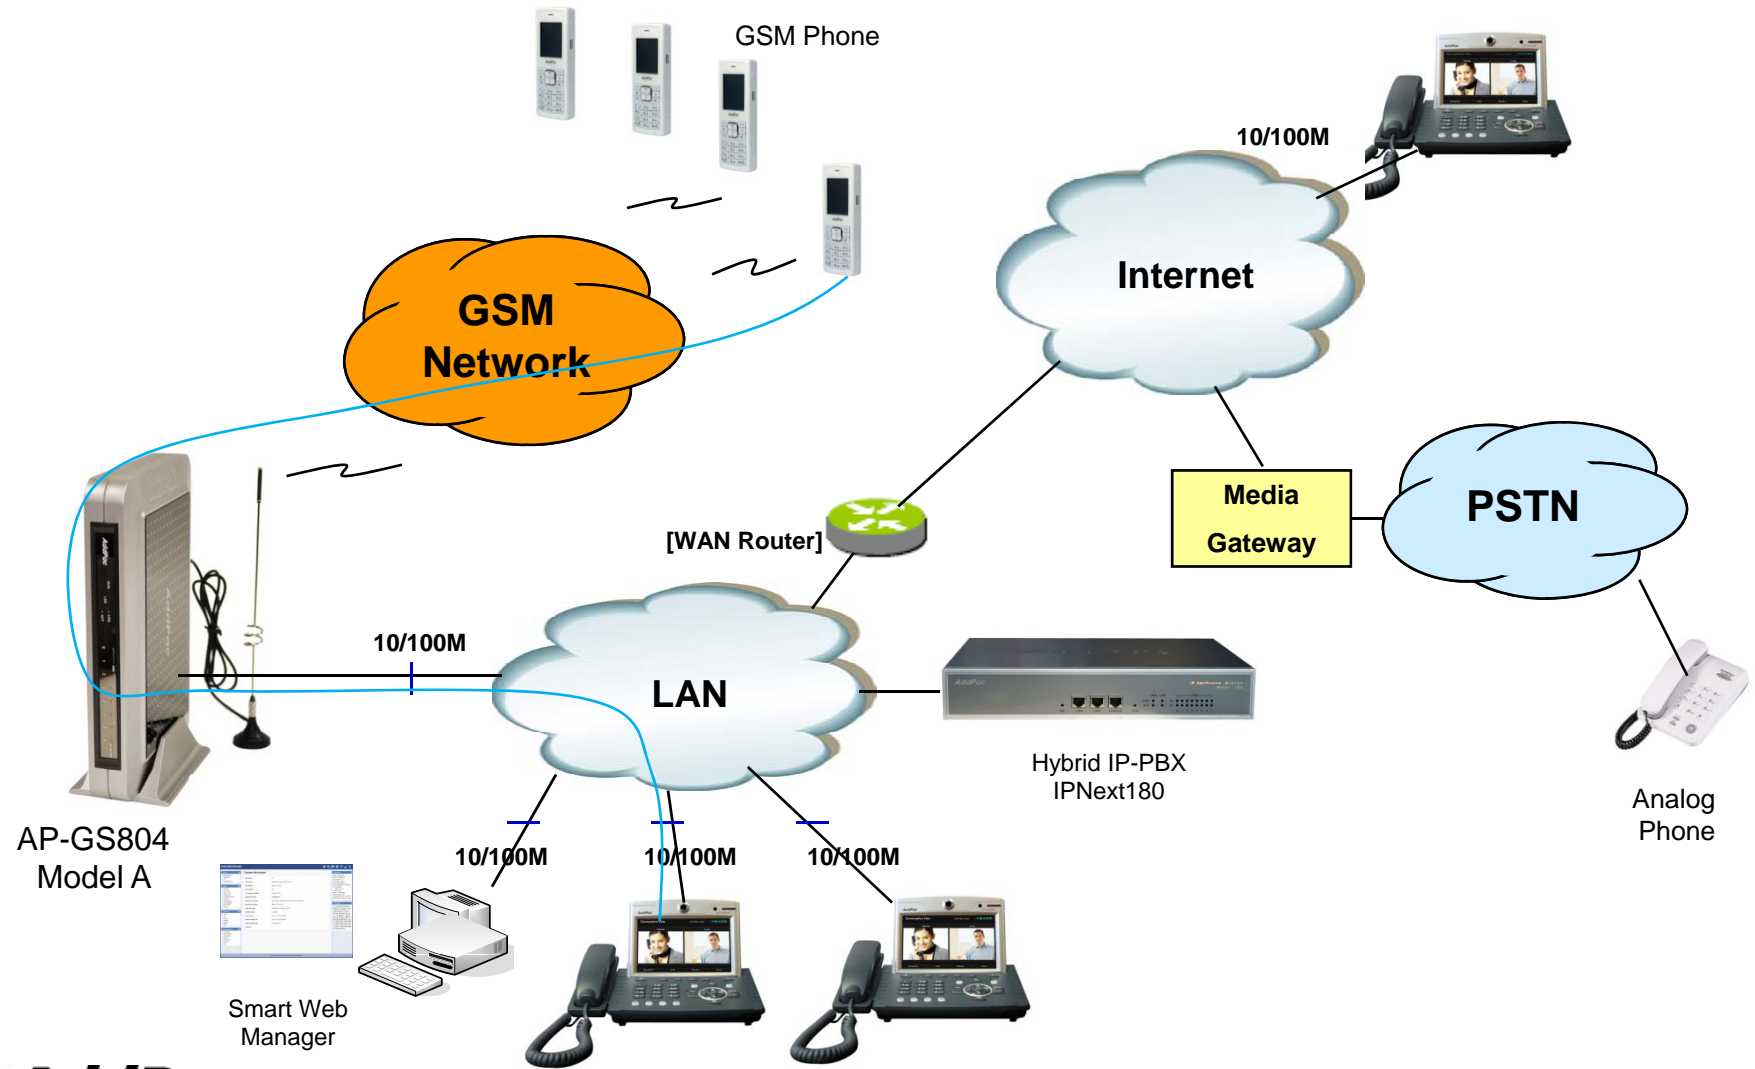 GSM Phone
10/100M
Internet
GSM
Network
Media
Gateway
PSTN
[WAN Router]
10/100M
LAN
AddPac
Hybrid IP-PBX
IPNext180
Analog
Phone
AP-GS804
Model A
10/100M
10/100M
10/100M
Smart Web
Manager